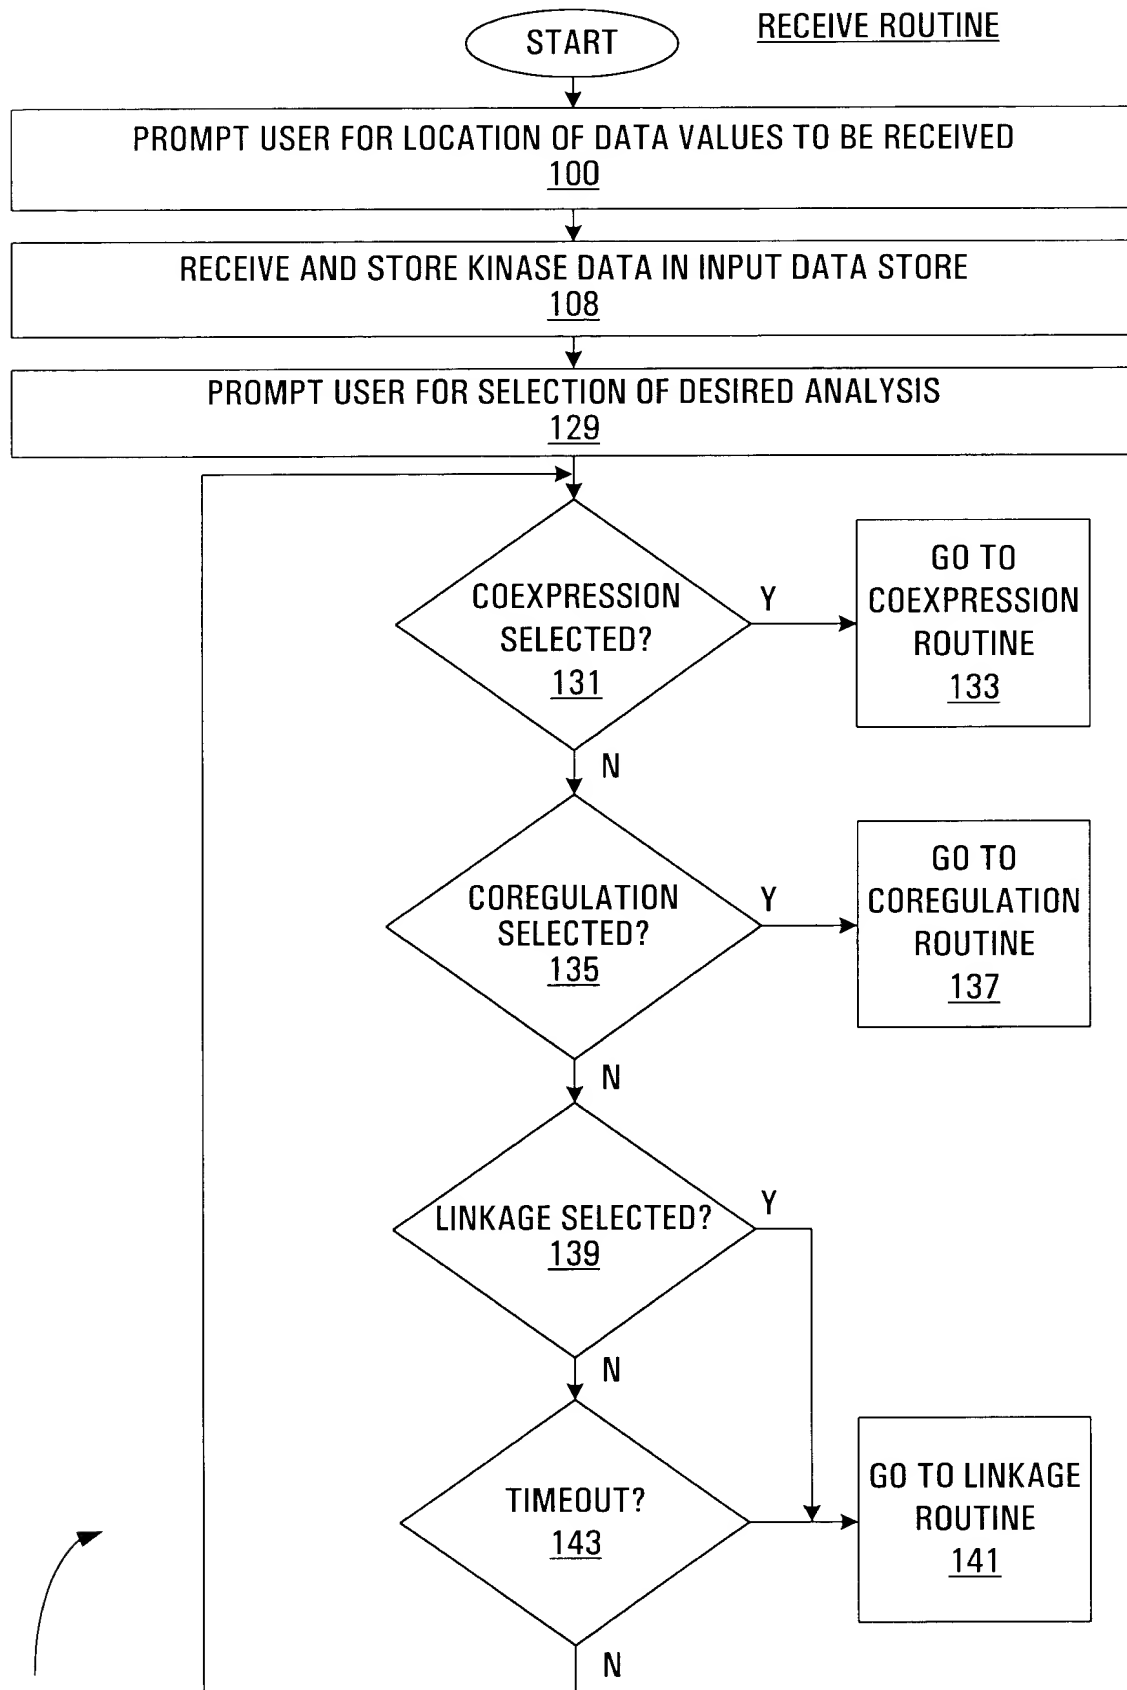 RECEIVE ROUTINE
START
PROMPT USER FOR LOCATION OF DATA VALUES TO BE RECEIVED
100
RECEIVE AND STORE KINASE DATA IN INPUT DATA STORE
108
PROMPT USER FOR SELECTION OF DESIRED ANALYSIS
129
COEXPRESSION
SELECTED?
131
Y
GO TO
COEXPRESSION
ROUTINE
133
N
COREGULATION
SELECTED?
135
Y
GO TO
COREGULATION
ROUTINE
137
N
LINKAGE SELECTED?
139
Y
N
TIMEOUT?
143
GO TO LINKAGE
ROUTINE
141
N